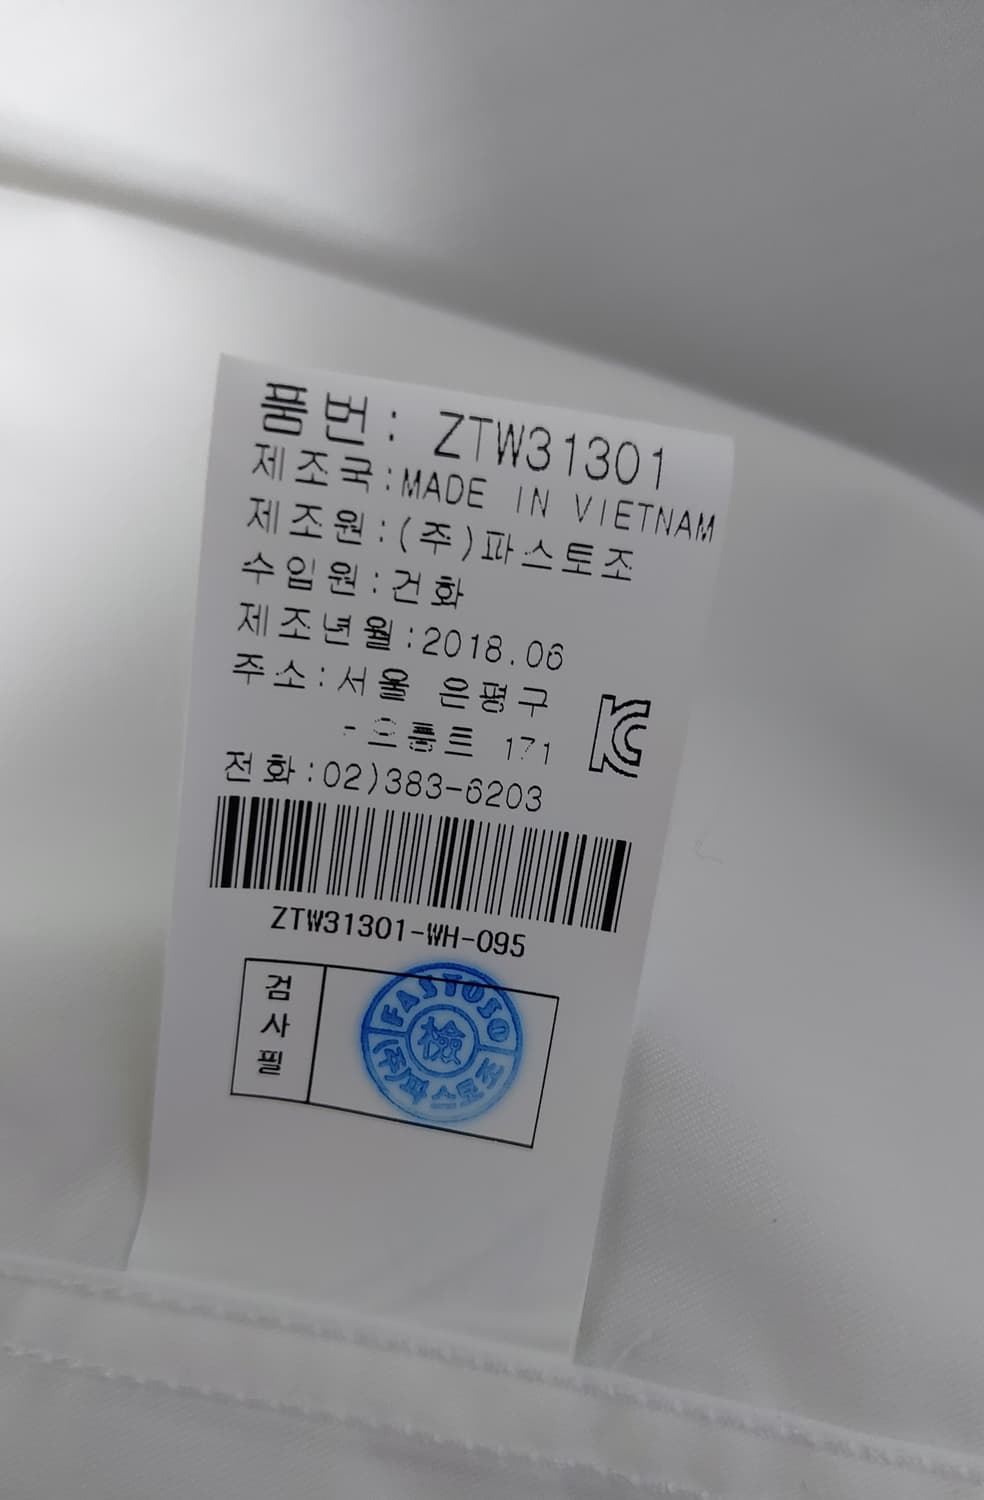 품번: ZTW31301
제조국:MADE IN VIETNAM
제조원:(주)파스토조
수입원:건화
제조년월:2018.06
주소:서울 은평구
171
전화:02)383-6203
ZTW31301-WH-095
검사필
FASTOSO
檢
(주)파스토조